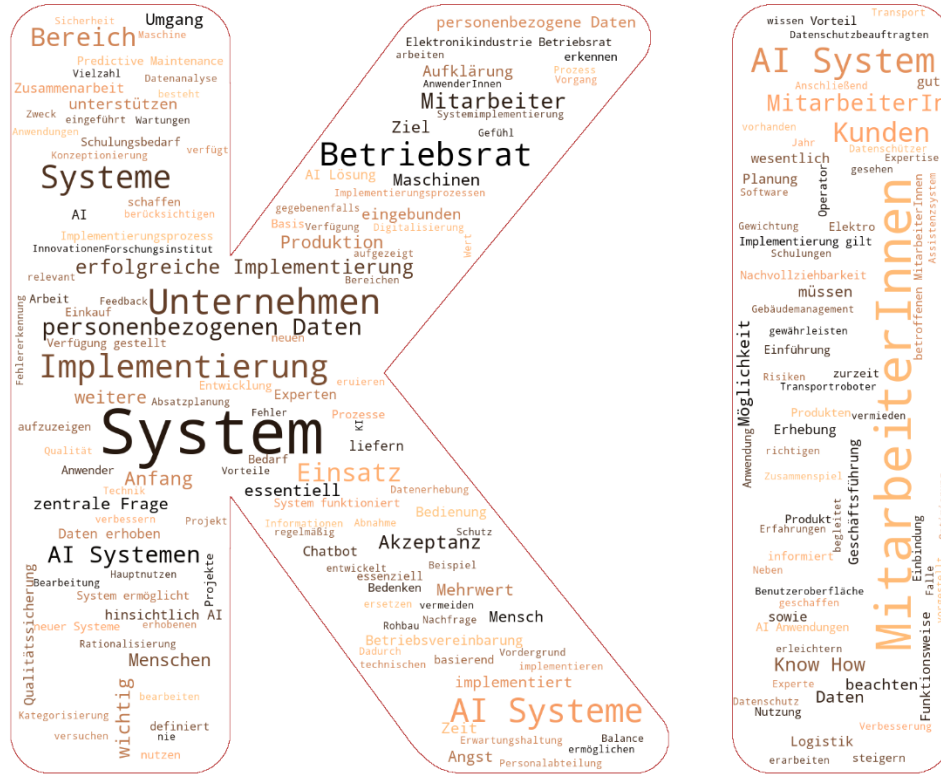 Sicherheit
Umgang
Bereich
Maschine
Predictive Maintenance
Vielzahl
Datenanalyse
Zusammenarbeit
besteht
unterstützen
Zweck
eingeführt
Wartungen
Anwendungen
Schulungsbedarf
verfügt
Konzeptionierung
Systeme
schaffen
AI
berücksichtigen
Implementierungsprozess
Innovationen
Forschungsinstitut
relevant
erfolgreiche Implementierung
Arbeit
Feedback
Unternehmen
Einkauf
personenbezogenen Daten
Verfügung gestellt
neuen
Fehlererkennung
Implementierung
Entwicklung
eruieren
weitere
Absatzplanung
Experten
System
Fehler
Prozesse
KI
aufzuzeigen
liefern
Qualität
Bedarf
Anwender
Vorteile
Anfang
Einsatz
Technik
essentiell
Datenerhebung
zentrale Frage
System funktioniert
verbessern
Projekt
Daten erhoben
AI Systemen
Hauptnutzen
Bearbeitung
System ermöglicht
Projekte
Qualitätssicherung
hinsichtlich AI
neuer Systeme
erhobenen
Rationalisierung
Menschen
wichtig
bearbeiten
Kategorisierung
definiert
versuchen
nie
nutzen
personenbezogene Daten
Elektronikindustrie
Betriebsrat
arbeiten
erkennen
Aufklärung
Prozess
AnwenderInnen
Vorgang
Mitarbeiter
Systemimplementierung
Ziel
Gefühl
Betriebsrat
AI Lösung
Maschinen
Implementierungsprozessen
gegebenenfalls
eingebunden
Basis
Verfügung
Digitalisierung
Produktion
aufgezeigt
Wert
Bereichen
Bedienung
Informationen
Abnahme
regelmäßig
Schutz
Chatbot
Akzeptanz
entwickelt
Beispiel
essenziell
Bedenken
Mehrwert
ersetzen
vermeiden
Rohbau
Nachfrage
Mensch
Betriebsvereinbarung
Dadurch
Vordergrund
technischen
basierend
implementieren
implementiert
AI Systeme
Zeit
Erwartungshaltung
Balance
ermöglichen
Angst
Personalabteilung
Transport
wissen
Vorteil
Datenschutzbeauftragten
AI System
Anschließend
gut
MitarbeiterIn
vorhanden
Kunden
Jahr
Datenschützer
wesentlich
Expertise
gesehen
Planung
Operator
Software
Assistenzsystem
betroffenen MitarbeiterInnen
Gewichtung
Elektro
Implementierung gilt
Schulungen
Nachvollziehbarkeit
müssen
Gebäudemanagement
gewährleisten
Möglichkeit
Einführung
Risiken
zurzeit
Transportroboter
MitarbeiterInnen
Produkten
vermieden
Erhebung
Anwendung
richtigen
Zusammenspiel
Geschäftsführung
Produkt
begleitet
Erfahrungen
informiert
Einbindung
Neben
Falle
Benutzeroberfläche
geschaffen
sowie
AI Anwendungen
erleichtern
Know How
Funktionsweise
Experte
beachten
Datenschutz
Daten
Nutzung
Verbesserung
Logistik
erarbeiten
steigern